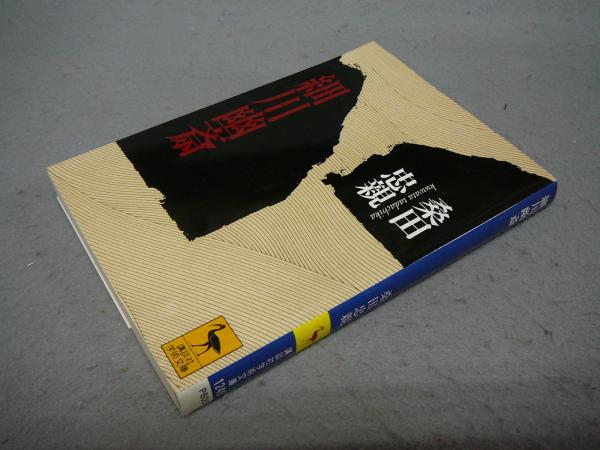 細川幽斎
桑田
忠親
kuwata tadachika
講談社
学術文庫
細川幽斎
桑田忠親
講談社学術文庫